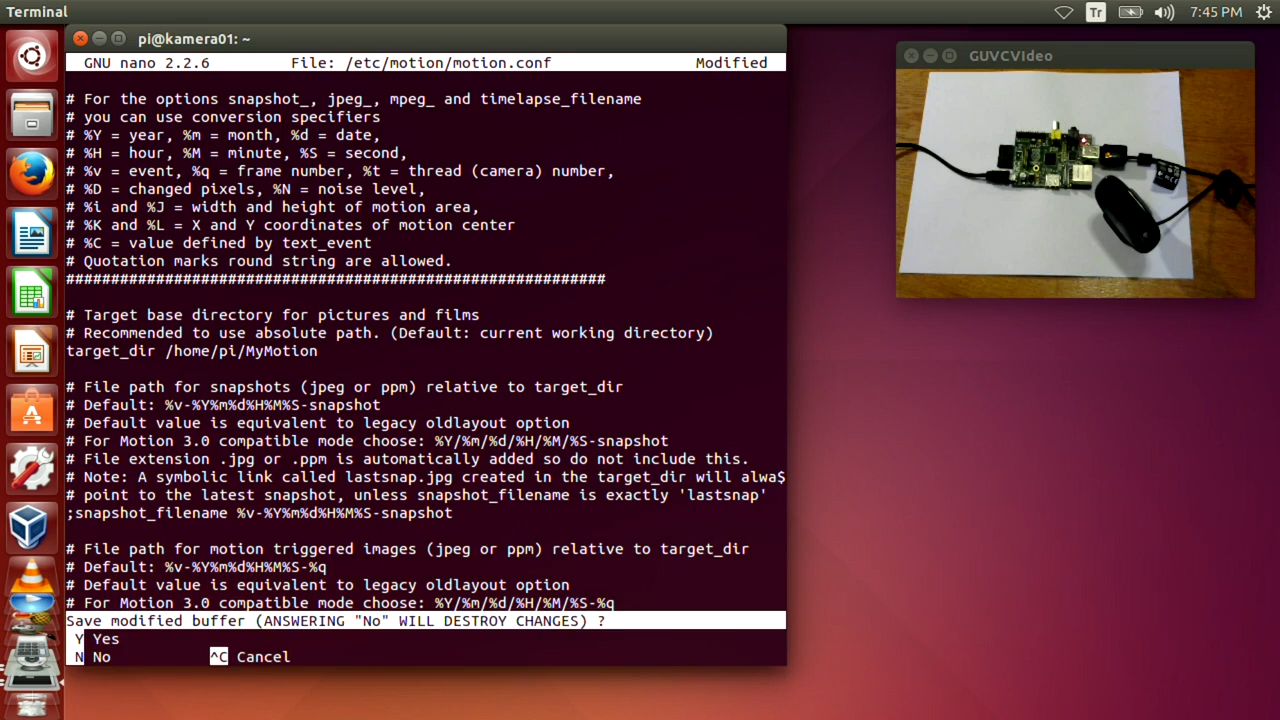 Terminal
Tr
7:45 PM
pi@kamera01: ~
GNU nano 2.2.6 File: /etc/motion/motion.conf Modified
# For the options snapshot_, jpeg_, mpeg_ and timelapse_filename
# you can use conversion specifiers
# %Y = year, %m = month, %d = date,
# %H = hour, %M = minute, %S = second,
# %v = event, %q = frame number, %t = thread (camera) number,
# %D = changed pixels, %N = noise level,
# %i and %J = width and height of motion area,
# %K and %L = X and Y coordinates of motion center
# %C = value defined by text_event
# Quotation marks round string are allowed.
############################################################
# Target base directory for pictures and films
# Recommended to use absolute path. (Default: current working directory)
target_dir /home/pi/MyMotion
# File path for snapshots (jpeg or ppm) relative to target_dir
# Default: %v-%Y%m%d%H%M%S-snapshot
# Default value is equivalent to legacy oldlayout option
# For Motion 3.0 compatible mode choose: %Y/%m/%d/%H/%M/%S-snapshot
# File extension .jpg or .ppm is automatically added so do not include this.
# Note: A symbolic link called lastsnap.jpg created in the target_dir will alwa$
# point to the latest snapshot, unless snapshot_filename is exactly 'lastsnap'
;snapshot_filename %v-%Y%m%d%H%M%S-snapshot
# File path for motion triggered images (jpeg or ppm) relative to target_dir
# Default: %v-%Y%m%d%H%M%S-%q
# Default value is equivalent to legacy oldlayout option
# For Motion 3.0 compatible mode choose: %Y/%m/%d/%H/%M/%S-%q
Save modified buffer (ANSWERING "No" WILL DESTROY CHANGES) ?
Y Yes
N No ^C Cancel
GUVCVIdeo